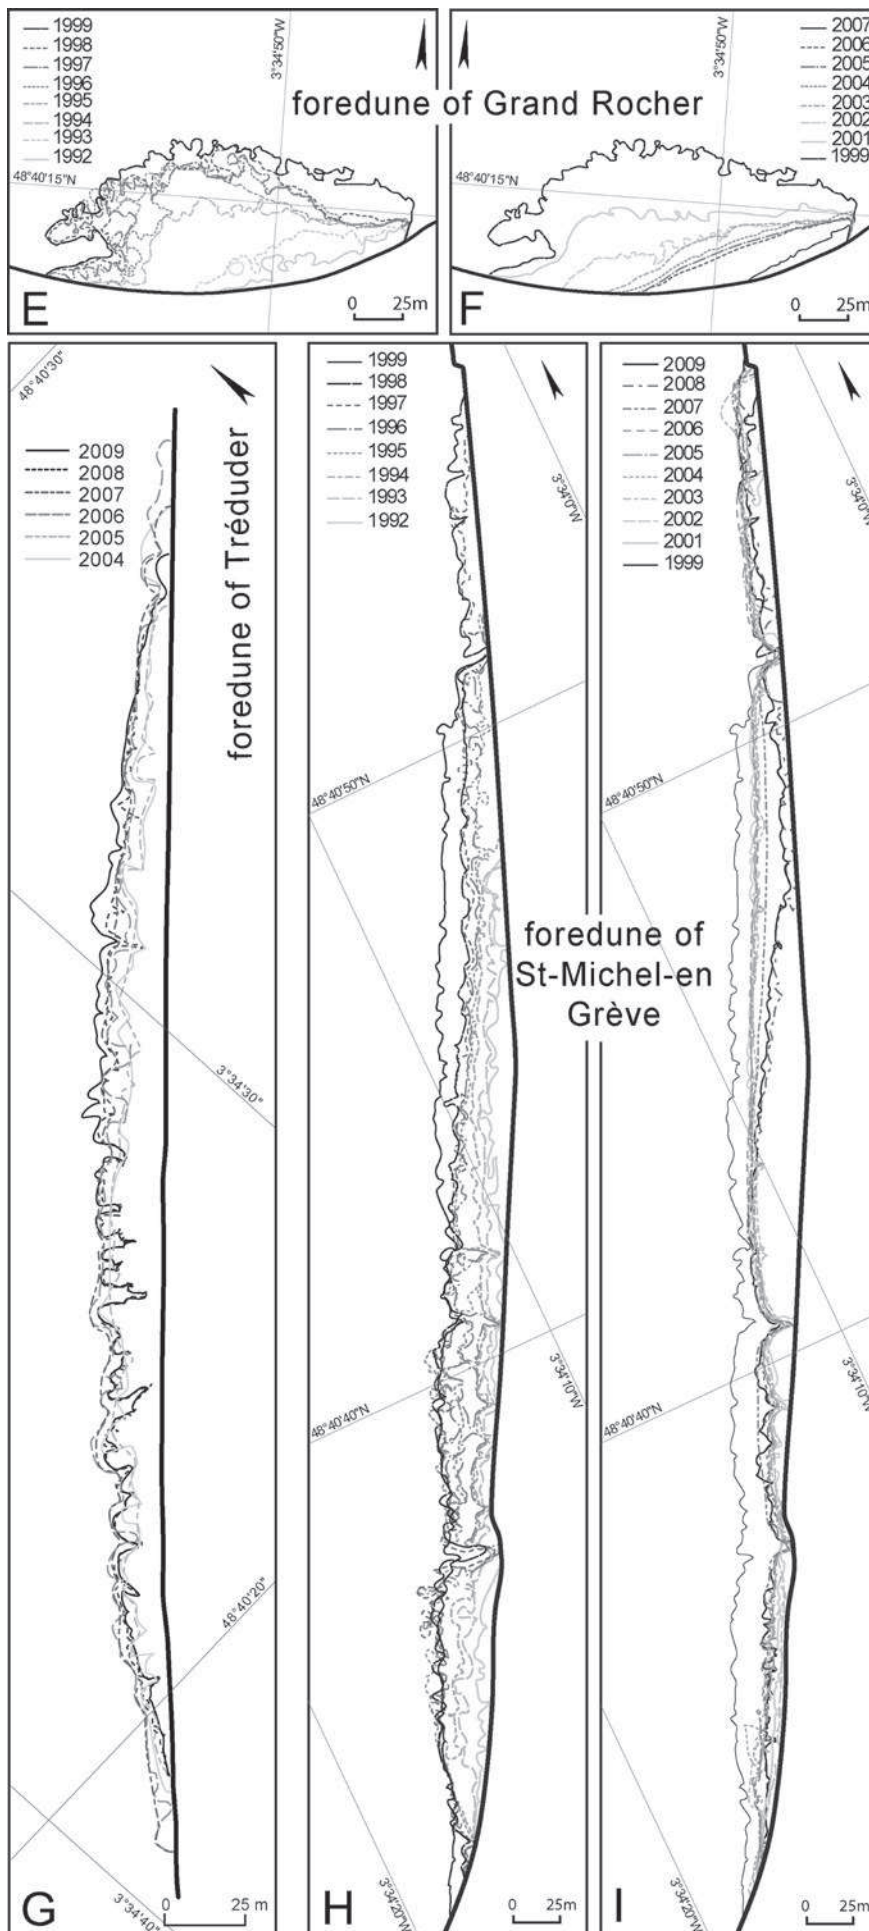 1999
1998
1997
1996
1995
1994
1993
1992
3°34'50"W
48°40'15"N
0 25m
E
foredune of Grand Rocher
2007
2006
2005
2004
2003
2002
2001
1999
3°34'50"W
48°40'15"N
0 25m
F
48°40'30"
2009
2008
2007
2006
2005
2004
foredune of Tréduder
3°34'30"
48°40'20"
3°34'40"
0 25 m
G
1999
1998
1997
1996
1995
1994
1993
1992
3°34'0"W
48°40'50"N
foredune of
St-Michel-en
Grève
3°34'10"W
48°40'40"N
3°34'20"W
0 25m
H
2009
2008
2007
2006
2005
2004
2003
2002
2001
1999
3°34'0"W
48°40'50"N
3°34'10"W
48°40'40"N
3°34'20"W
0 25m
I